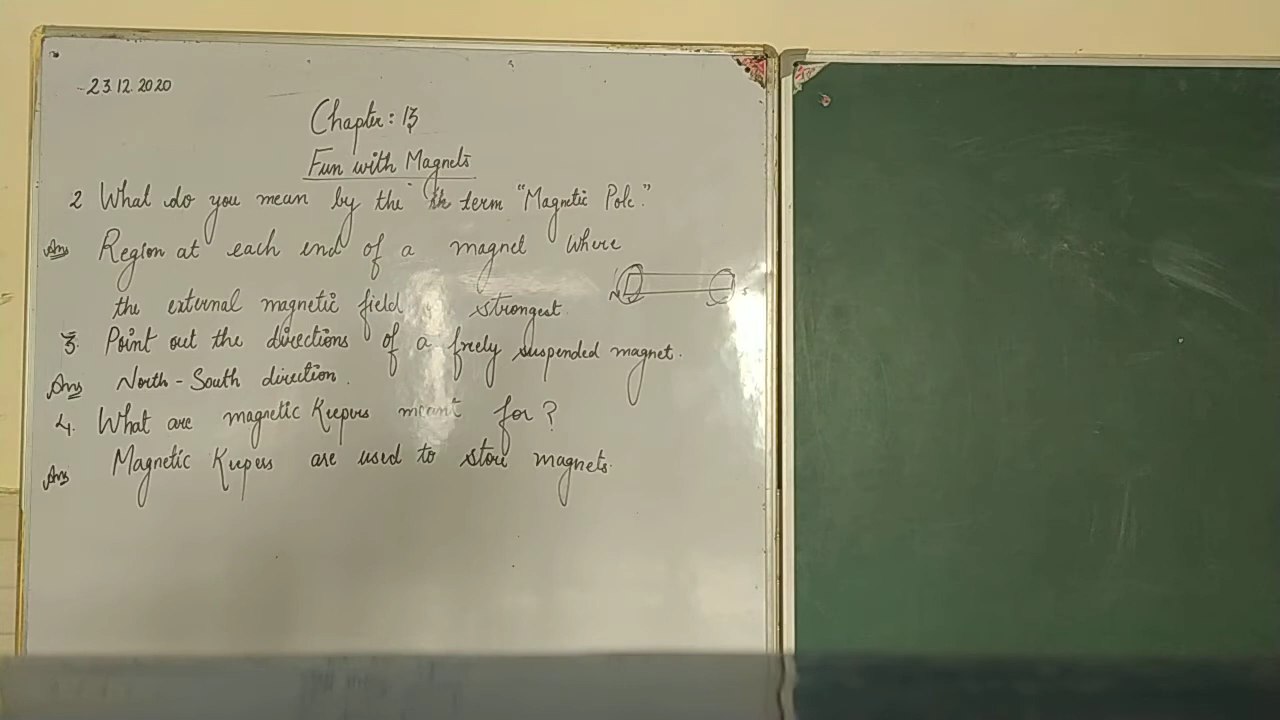 23.12.2020
Chapter: 13
Fun with Magnets
2 What do you mean by the term "Magnetic Pole."
Ans Region at each end of a magnet where
the external magnetic field strongest.
N S
3. Point out the directions of a freely suspended magnet.
Ans North-South direction.
4. What are magnetic Keepers meant for?
Ans Magnetic Keepers are used to store magnets.